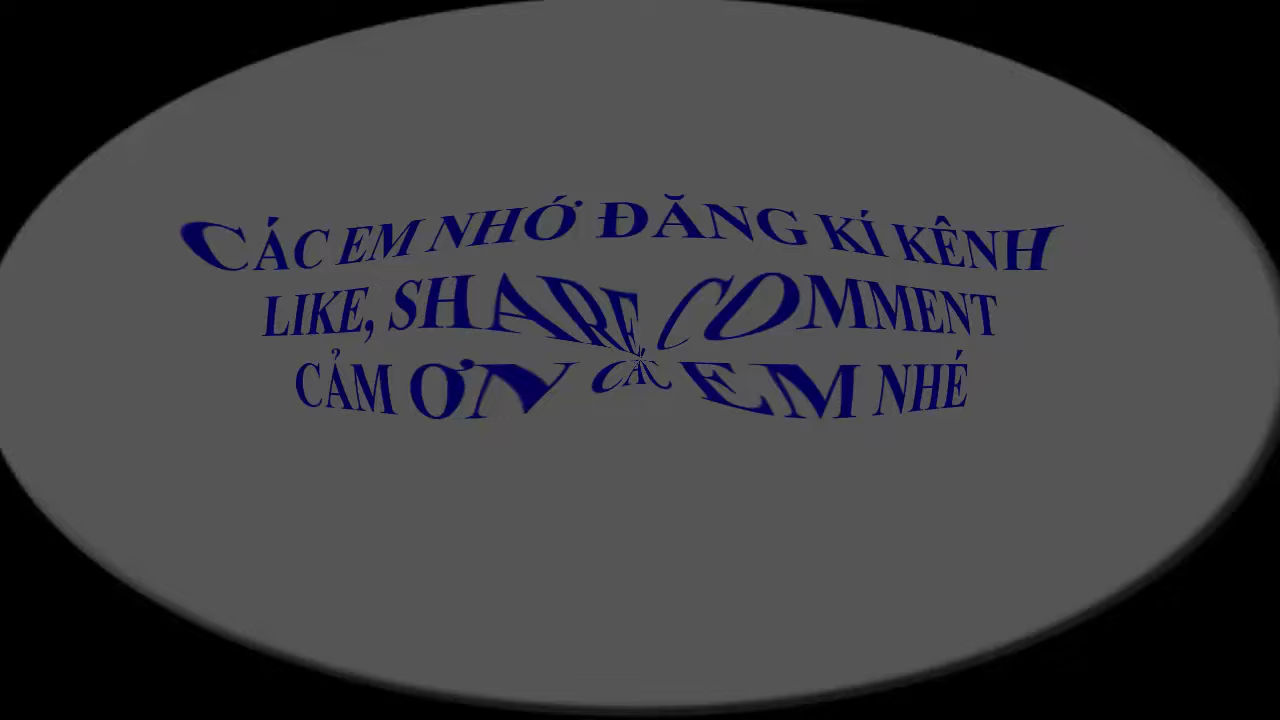 CÁC EM NHỚ ĐĂNG KÍ KÊNH
LIKE, SHARE, COMMENT
CẢM ƠN CÁC EM NHÉ